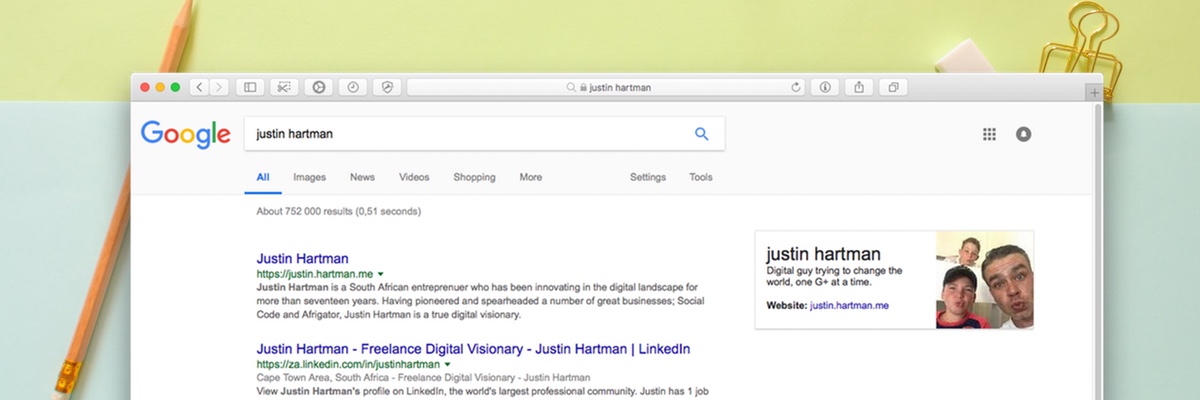 justin hartman
Google
justin hartman
All Images News Videos Shopping More Settings Tools
About 752 000 results (0,51 seconds)
Justin Hartman
https://justin.hartman.me
Justin Hartman is a South African entreprenuer who has been innovating in the digital landscape for
more than seventeen years. Having pioneered and spearheaded a number of great businesses; Social
Code and Afrigator, Justin Hartman is a true digital visionary.
Justin Hartman - Freelance Digital Visionary - Justin Hartman | LinkedIn
https://za.linkedin.com/in/justinhartman
Cape Town Area, South Africa - Freelance Digital Visionary - Justin Hartman
View Justin Hartman's profile on LinkedIn, the world's largest professional community. Justin has 1 job
justin hartman
Digital guy trying to change the
world, one G+ at a time.
Website: justin.hartman.me